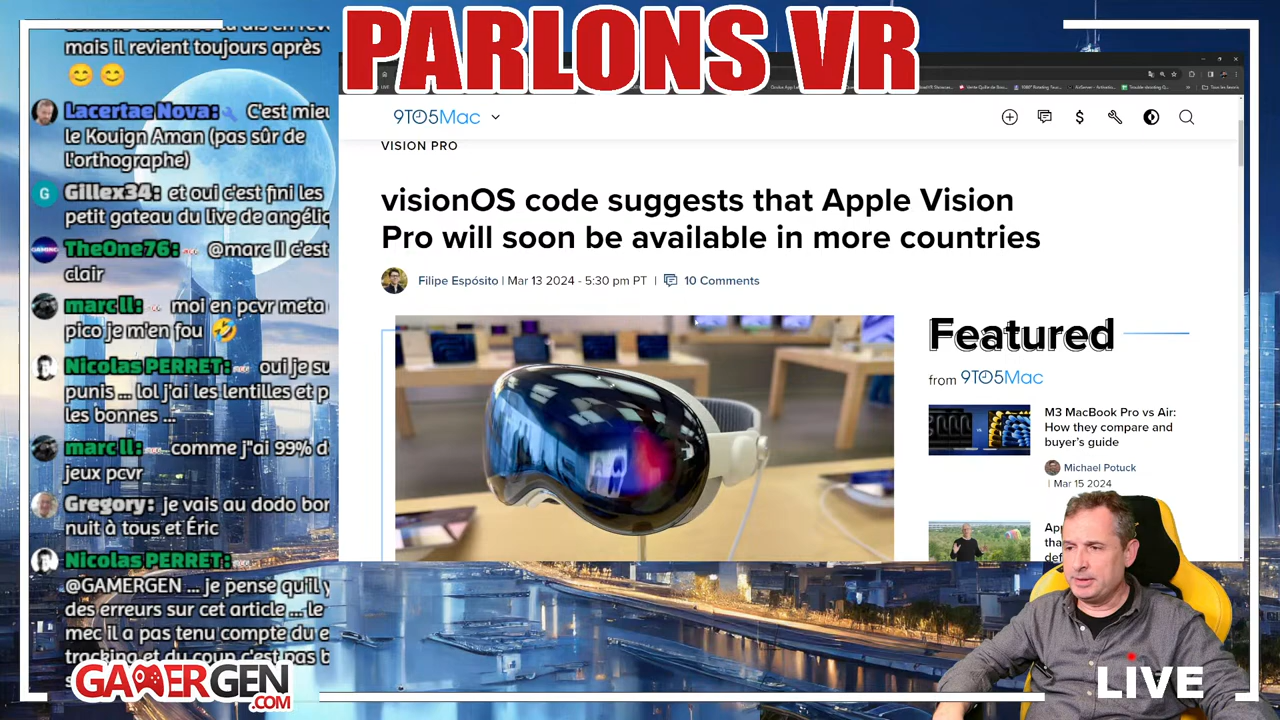 PARLONS VR
mais il revient toujours après
Lacertae Nova: C'est mieu
le Kouign Aman (pas sûr de
l'orthographe)
Gillex34: et oui c'est fini les
petit gateau du live de angélic
TheOne76: @marc ll c'est
clair
marc ll: moi en pcvr meta
pico je m'en fou
Nicolas PERRET: oui je su
punis ... lol j'ai les lentilles et p
les bonnes ...
marc ll: comme j"ai 99% d
jeux pcvr
Gregory: je vais au dodo bon
nuit à tous et Éric
Nicolas PERRET:
@GAMERGEN ... je pense qu'il y
des erreurs sur cet article ... le
mec il a pas tenu compte du e
tracking et du coup c'est pas b
GAMERGEN
.COM
9TO5Mac
VISION PRO
visionOS code suggests that Apple Vision
Pro will soon be available in more countries
Filipe Espósito | Mar 13 2024 - 5:30 pm PT | 10 Comments
Featured
from 9TO5Mac
M3 MacBook Pro vs Air:
How they compare and
buyer's guide
Michael Potuck
| Mar 15 2024
LIVE